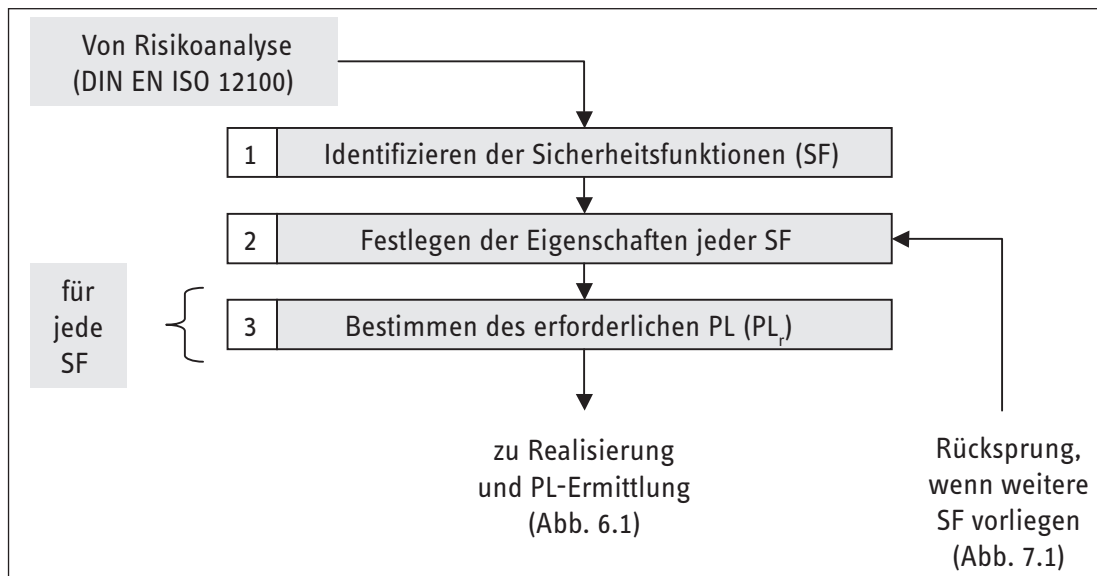 Von Risikoanalyse
(DIN EN ISO 12100)
1 Identifizieren der Sicherheitsfunktionen (SF)
2 Festlegen der Eigenschaften jeder SF
für
jede
SF
3 Bestimmen des erforderlichen PL (PLr)
zu Realisierung
und PL-Ermittlung
(Abb. 6.1)
Rücksprung,
wenn weitere
SF vorliegen
(Abb. 7.1)